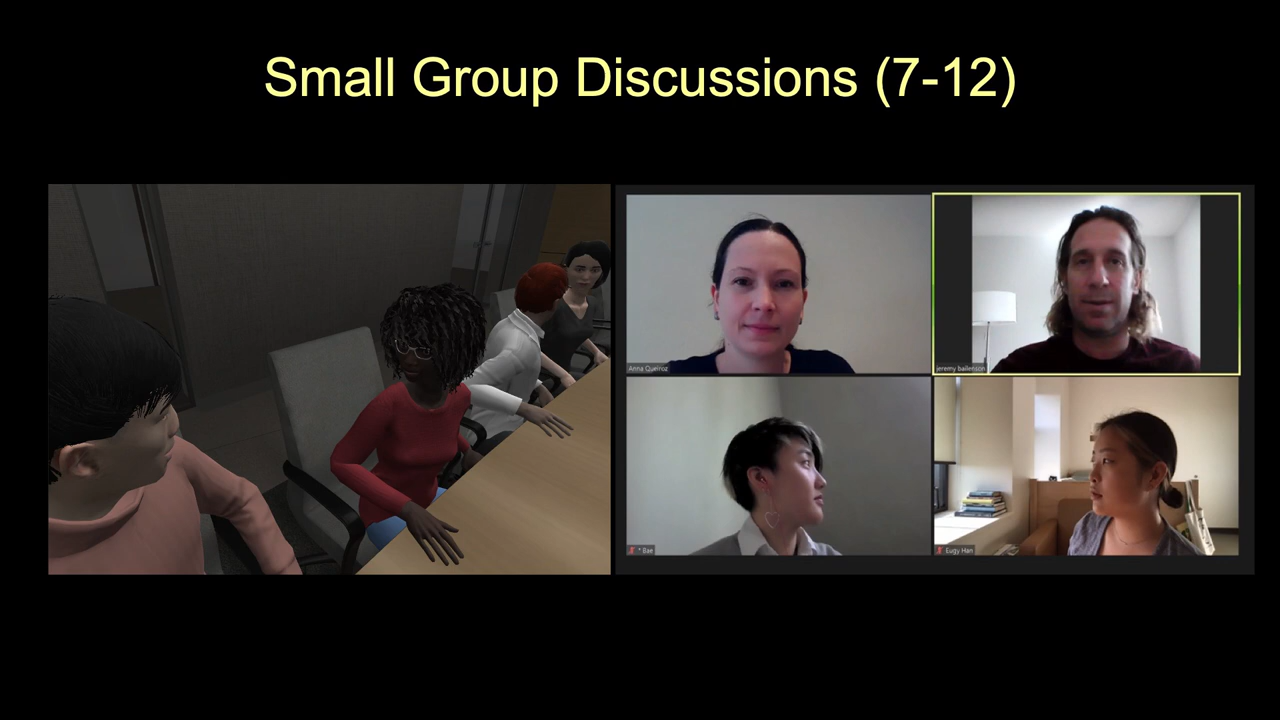 Small Group Discussions (7-12)
Anna Queiroz
jeremy bailenson
* Bae
Eugy Han